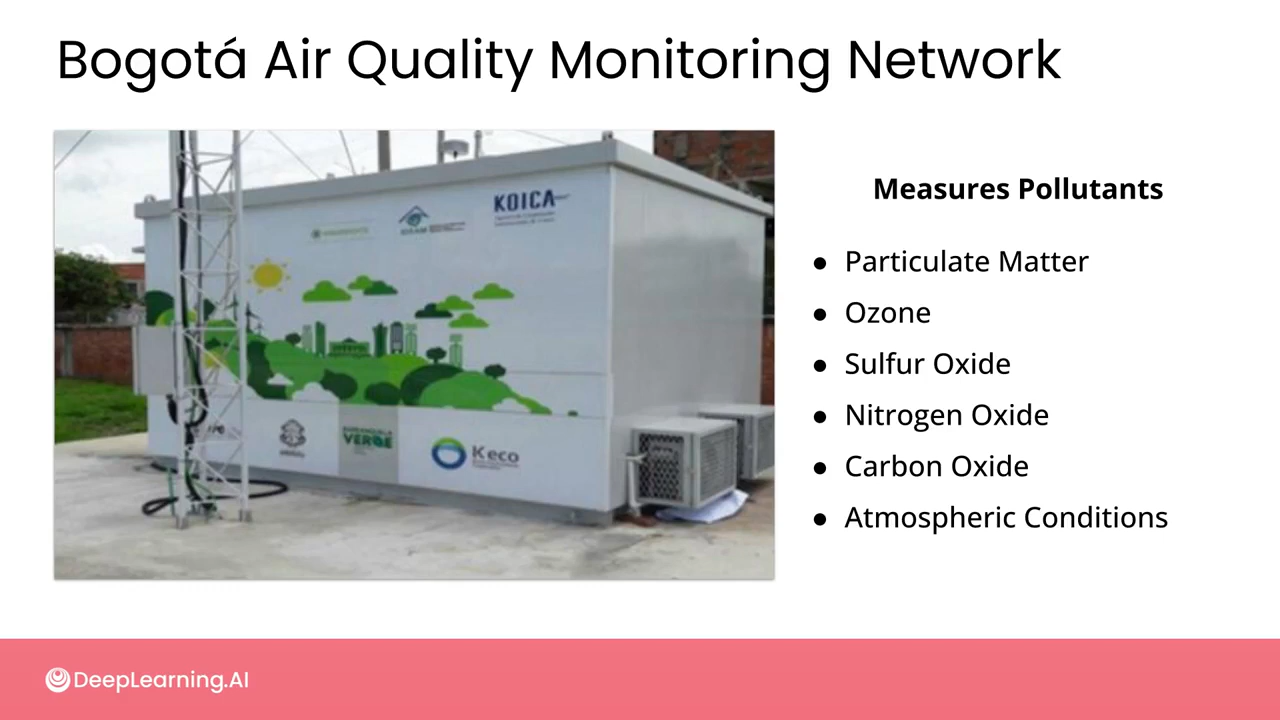 Bogotá Air Quality Monitoring Network
KOICA
VERDE
Keco
Measures Pollutants
● Particulate Matter
● Ozone
● Sulfur Oxide
● Nitrogen Oxide
● Carbon Oxide
● Atmospheric Conditions
DeepLearning.AI